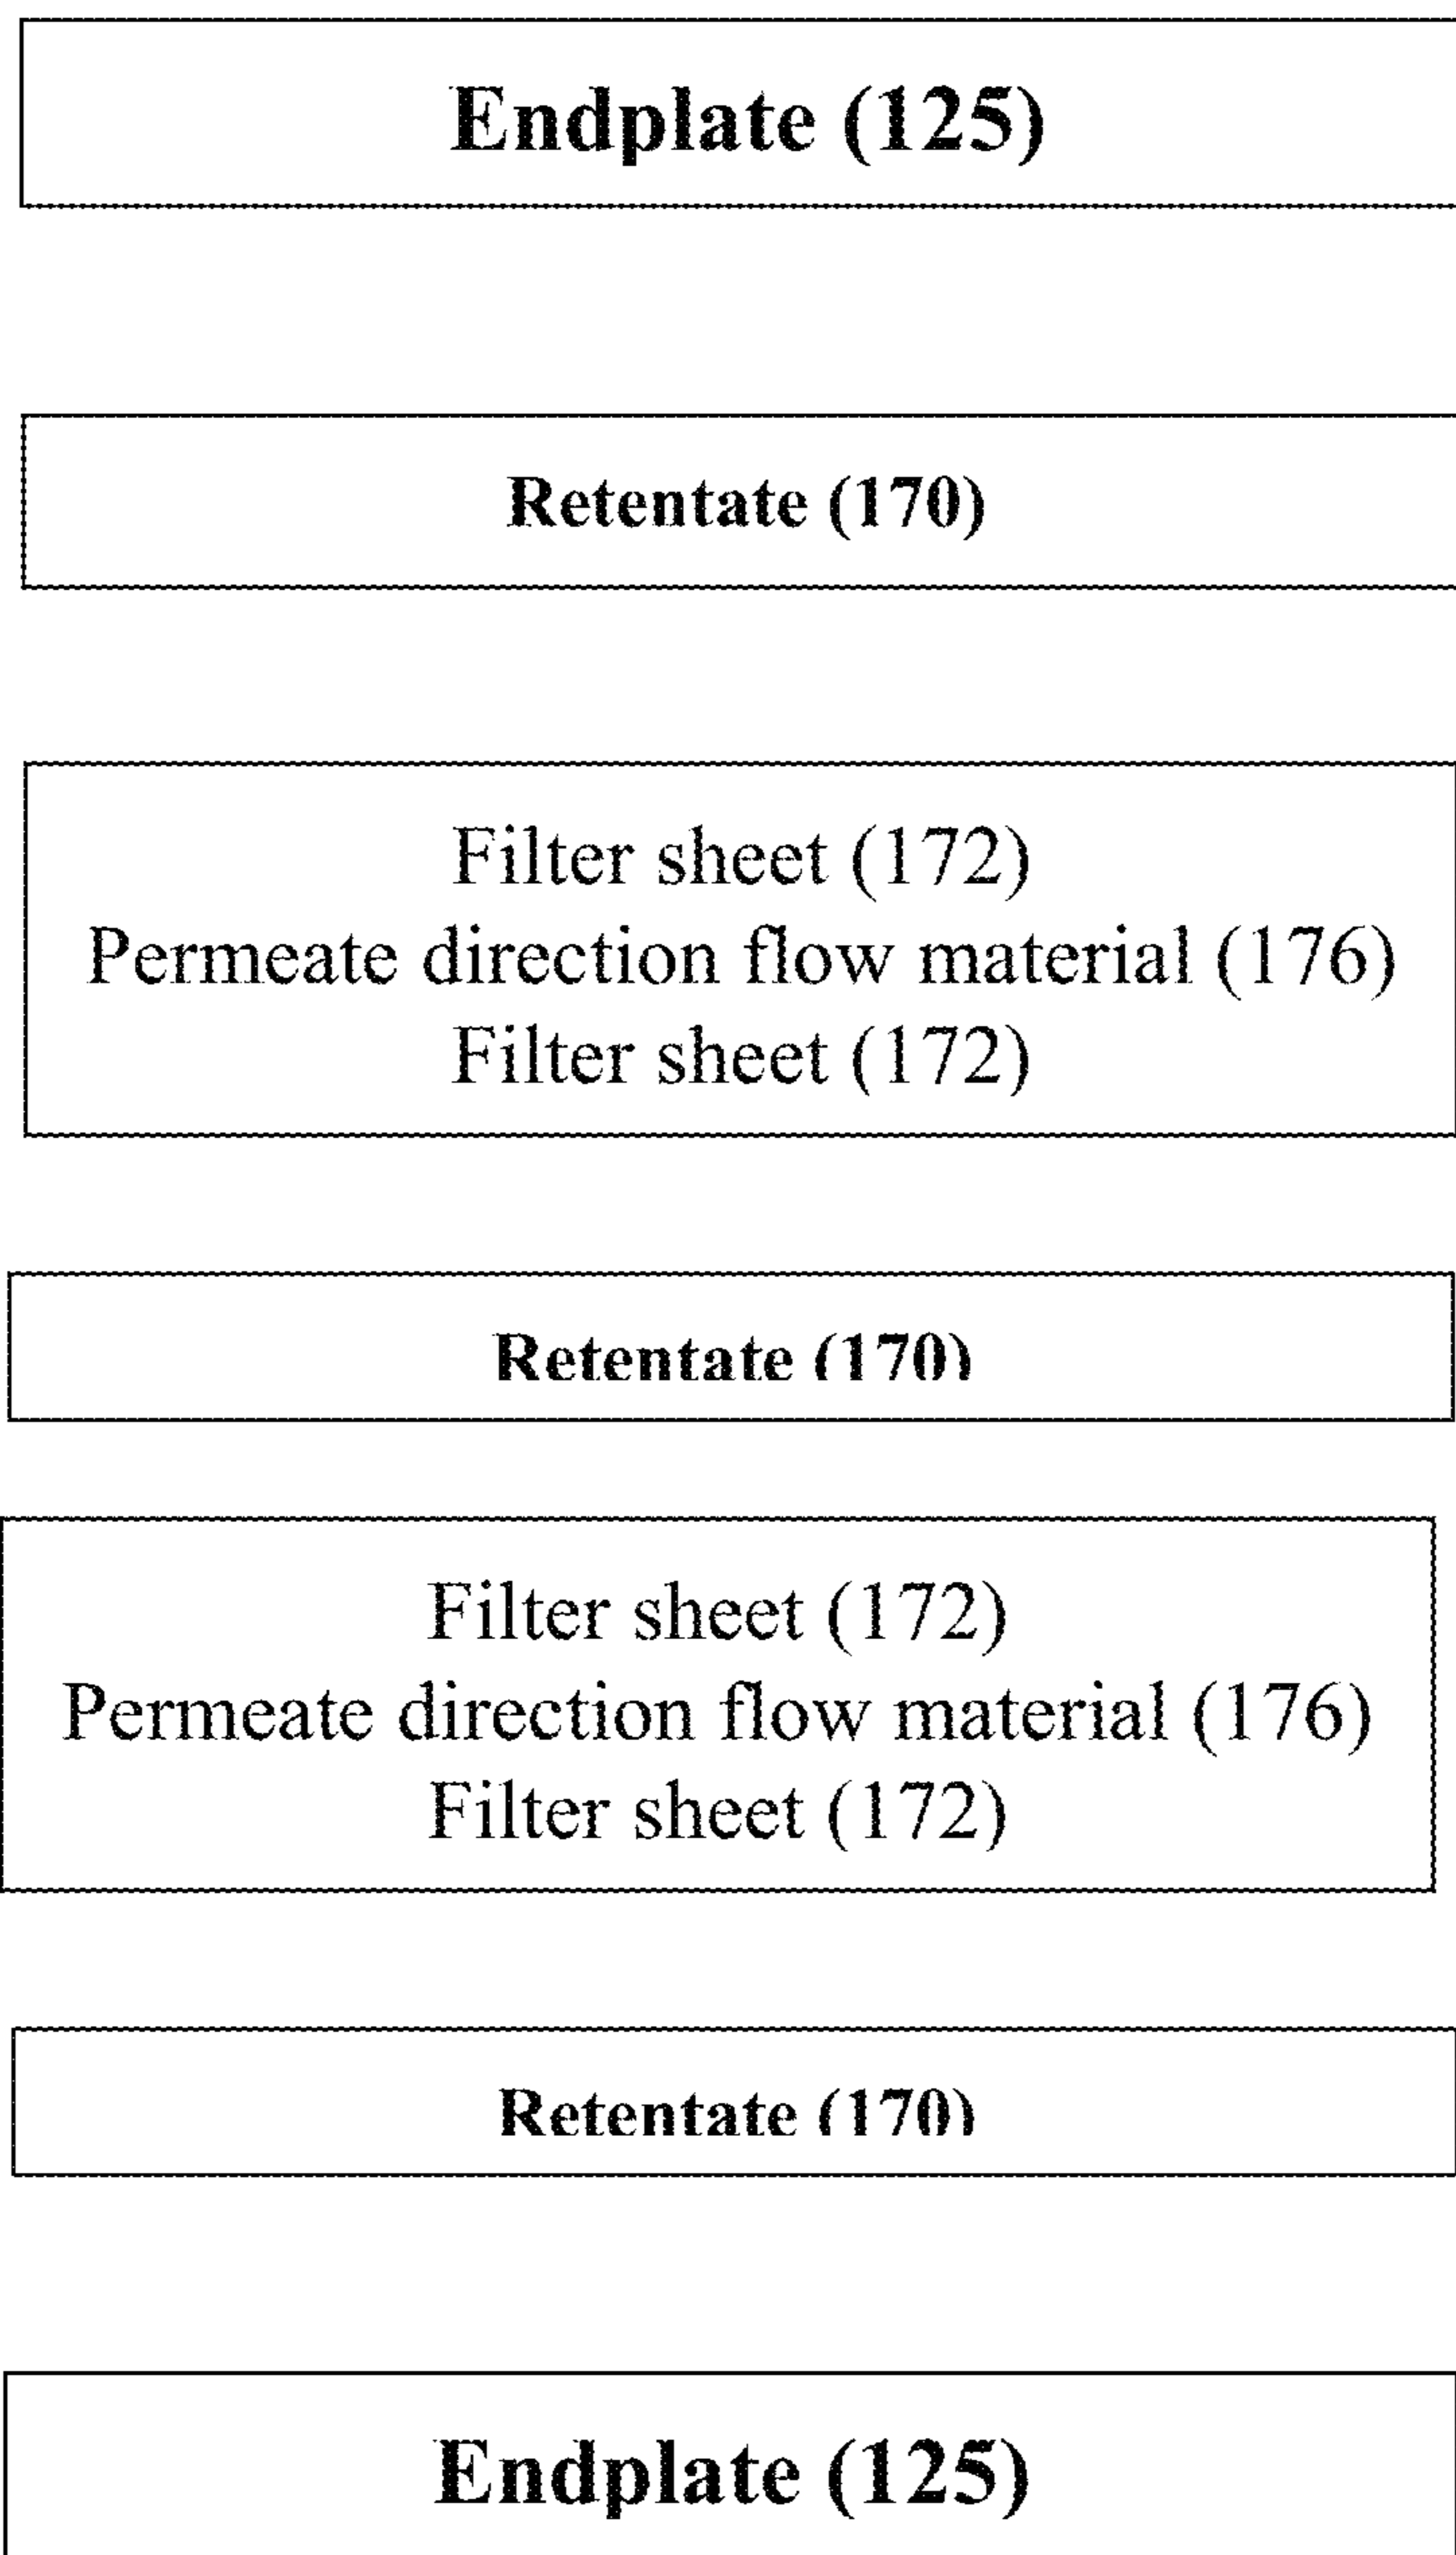 Endplate (125)
Retentate (170)
Filter sheet (172)
Permeate direction flow material (176)
Filter sheet (172)
Retentate (170)
Filter sheet (172)
Permeate direction flow material (176)
Filter sheet (172)
Retentate (170)
Endplate (125)